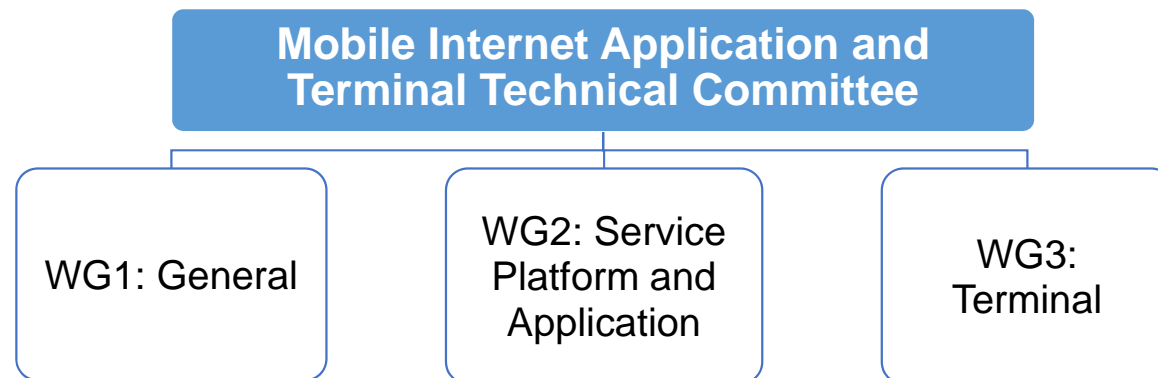 Mobile Internet Application and
Terminal Technical Committee
WG1: General
WG2: Service
Platform and
Application
WG3:
Terminal